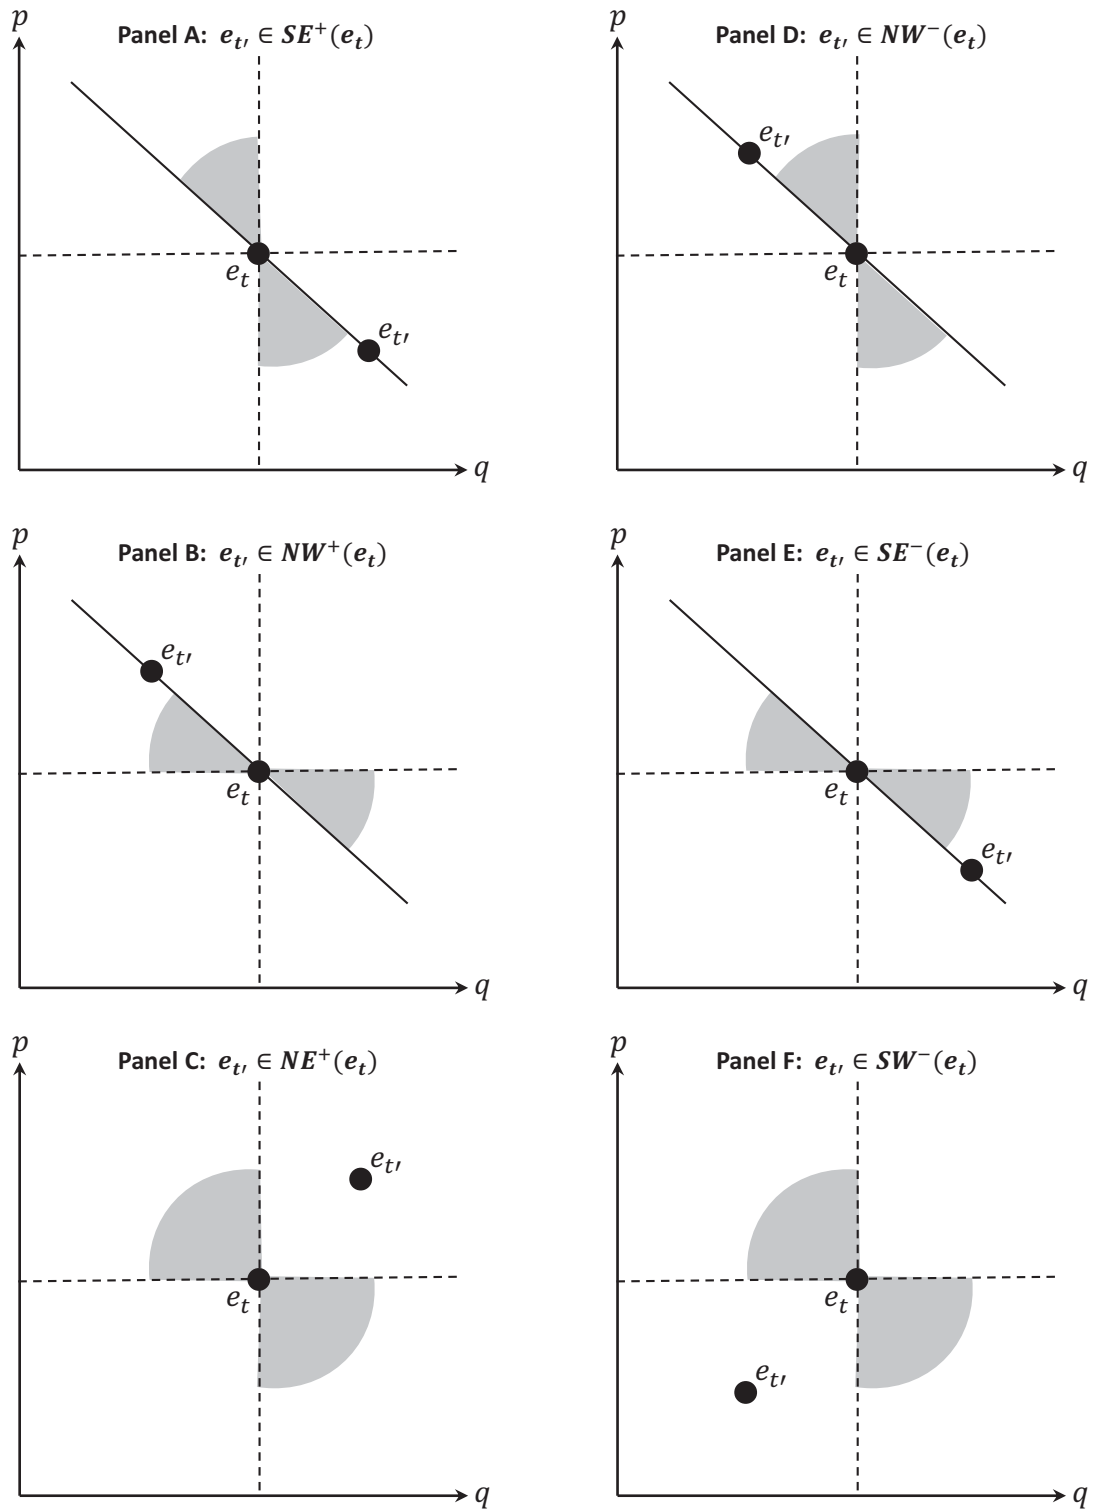 p
Panel A: e_{t′} ∈ SE⁺(e_t)
e_t
e_{t′}
q
p
Panel D: e_{t′} ∈ NW⁻(e_t)
e_{t′}
e_t
q
p
Panel B: e_{t′} ∈ NW⁺(e_t)
e_{t′}
e_t
q
p
Panel E: e_{t′} ∈ SE⁻(e_t)
e_t
e_{t′}
q
p
Panel C: e_{t′} ∈ NE⁺(e_t)
e_{t′}
e_t
q
p
Panel F: e_{t′} ∈ SW⁻(e_t)
e_t
e_{t′}
q